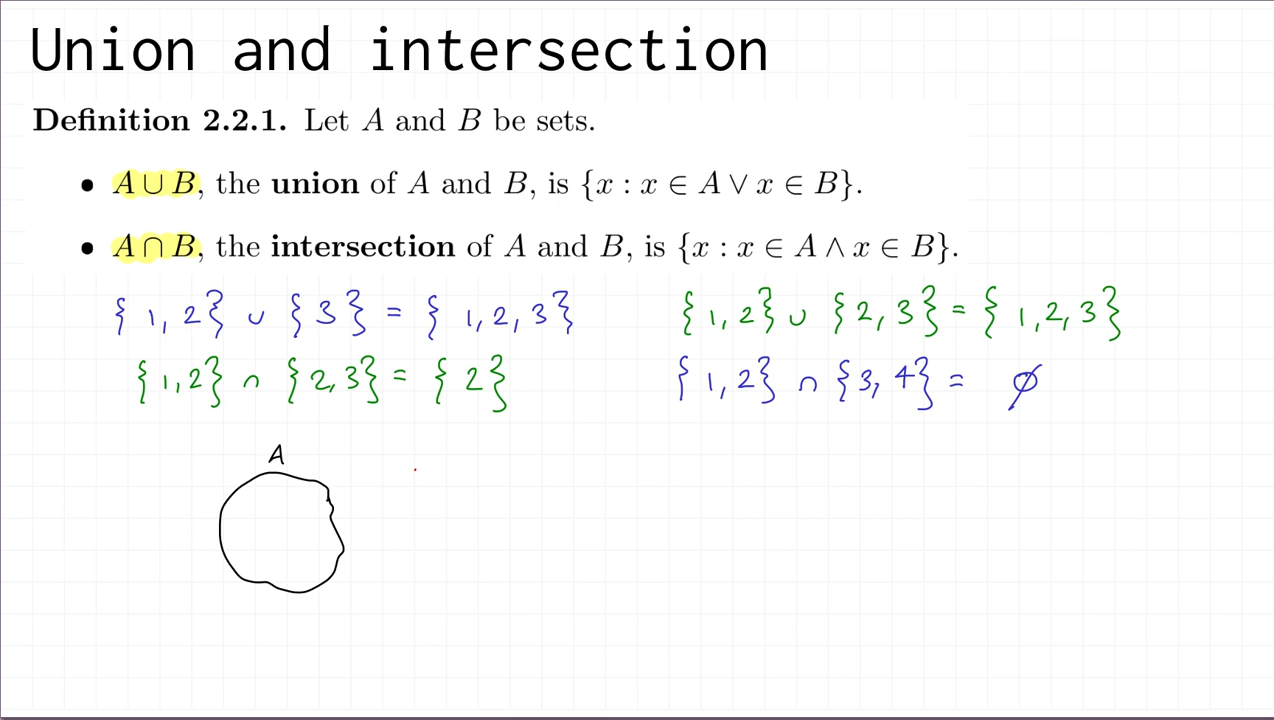 Union and intersection
Definition 2.2.1. Let A and B be sets.
• A ∪ B, the union of A and B, is {x : x ∈ A ∨ x ∈ B}.
• A ∩ B, the intersection of A and B, is {x : x ∈ A ∧ x ∈ B}.
{1, 2} ∪ {3} = {1, 2, 3}
{1, 2} ∪ {2, 3} = {1, 2, 3}
{1, 2} ∩ {2, 3} = {2}
{1, 2} ∩ {3, 4} = ∅
A